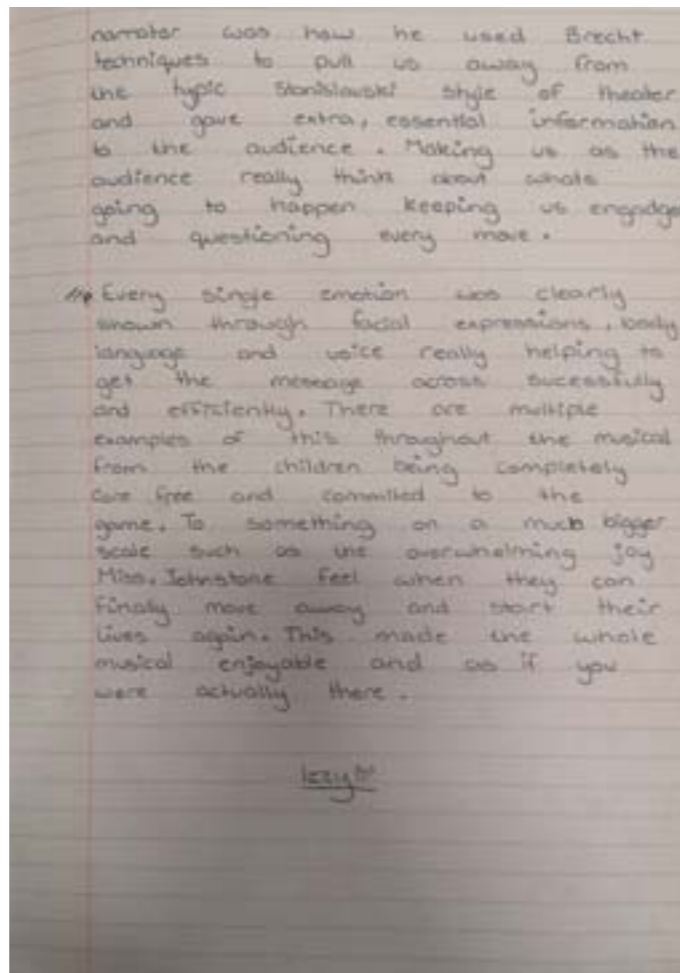 narrator was how he used Brecht
techniques to pull us away from
the typic Stanislavski style of theater
and gave extra, essential information
to the audience. Making us as the
audience really think about whats
going to happen keeping us engadge
and questioning every move.
Every single emotion was clearly
shown through facial expressions, body
language and voice really helping to
get the message across sucessfully
and efficiently. There are multiple
examples of this throughout the musical
from the children being completely
care free and commited to the
game. To something on a much bigger
scale such as the overwhelming joy
Miss. Johnstone feel when they can
finally move away and start their
lives again. This made the whole
musical enjoyable and as if you
were actually there.